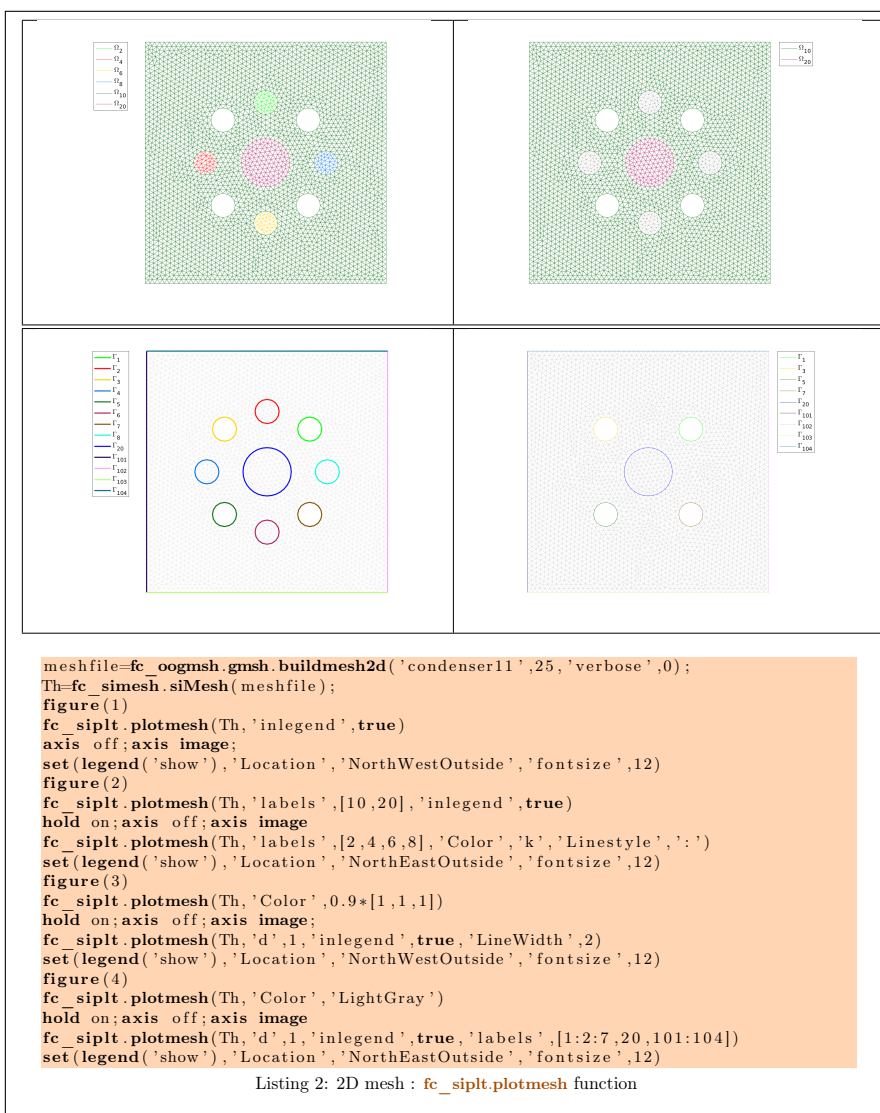 Ω2
Ω4
Ω6
Ω8
Ω10
Ω20
Ω10
Ω20
Γ1
Γ2
Γ3
Γ4
Γ5
Γ6
Γ7
Γ8
Γ20
Γ101
Γ102
Γ103
Γ104
Γ1
Γ3
Γ5
Γ7
Γ20
Γ101
Γ102
Γ103
Γ104
meshfile=fc_oogmsh.gmsh.buildmesh2d('condenser11',25,'verbose',0);
Th=fc_simesh.siMesh(meshfile);
figure(1)
fc_siplt.plotmesh(Th,'inlegend',true)
axis off;axis image;
set(legend('show'),'Location','NorthWestOutside','fontsize',12)
figure(2)
fc_siplt.plotmesh(Th,'labels',[10,20],'inlegend',true)
hold on;axis off;axis image
fc_siplt.plotmesh(Th,'labels',[2,4,6,8],'Color','k','Linestyle',':')
set(legend('show'),'Location','NorthEastOutside','fontsize',12)
figure(3)
fc_siplt.plotmesh(Th,'Color',0.9*[1,1,1])
hold on;axis off;axis image;
fc_siplt.plotmesh(Th,'d',1,'inlegend',true,'LineWidth',2)
set(legend('show'),'Location','NorthWestOutside','fontsize',12)
figure(4)
fc_siplt.plotmesh(Th,'Color','LightGray')
hold on;axis off;axis image
fc_siplt.plotmesh(Th,'d',1,'inlegend',true,'labels',[1:2:7,20,101:104])
set(legend('show'),'Location','NorthEastOutside','fontsize',12)
Listing 2: 2D mesh : fc_siplt.plotmesh function